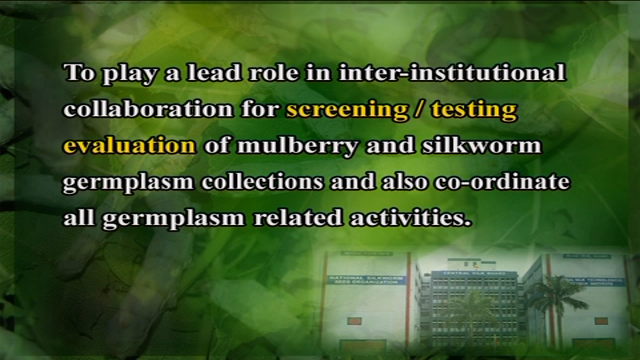 To play a lead role in inter-institutional
collaboration for screening / testing
evaluation of mulberry and silkworm
germplasm collections and also co-ordinate
all germplasm related activities.
NATIONAL SILKWORM
SEED ORGANIZATION
CENTRAL SILK BOARD